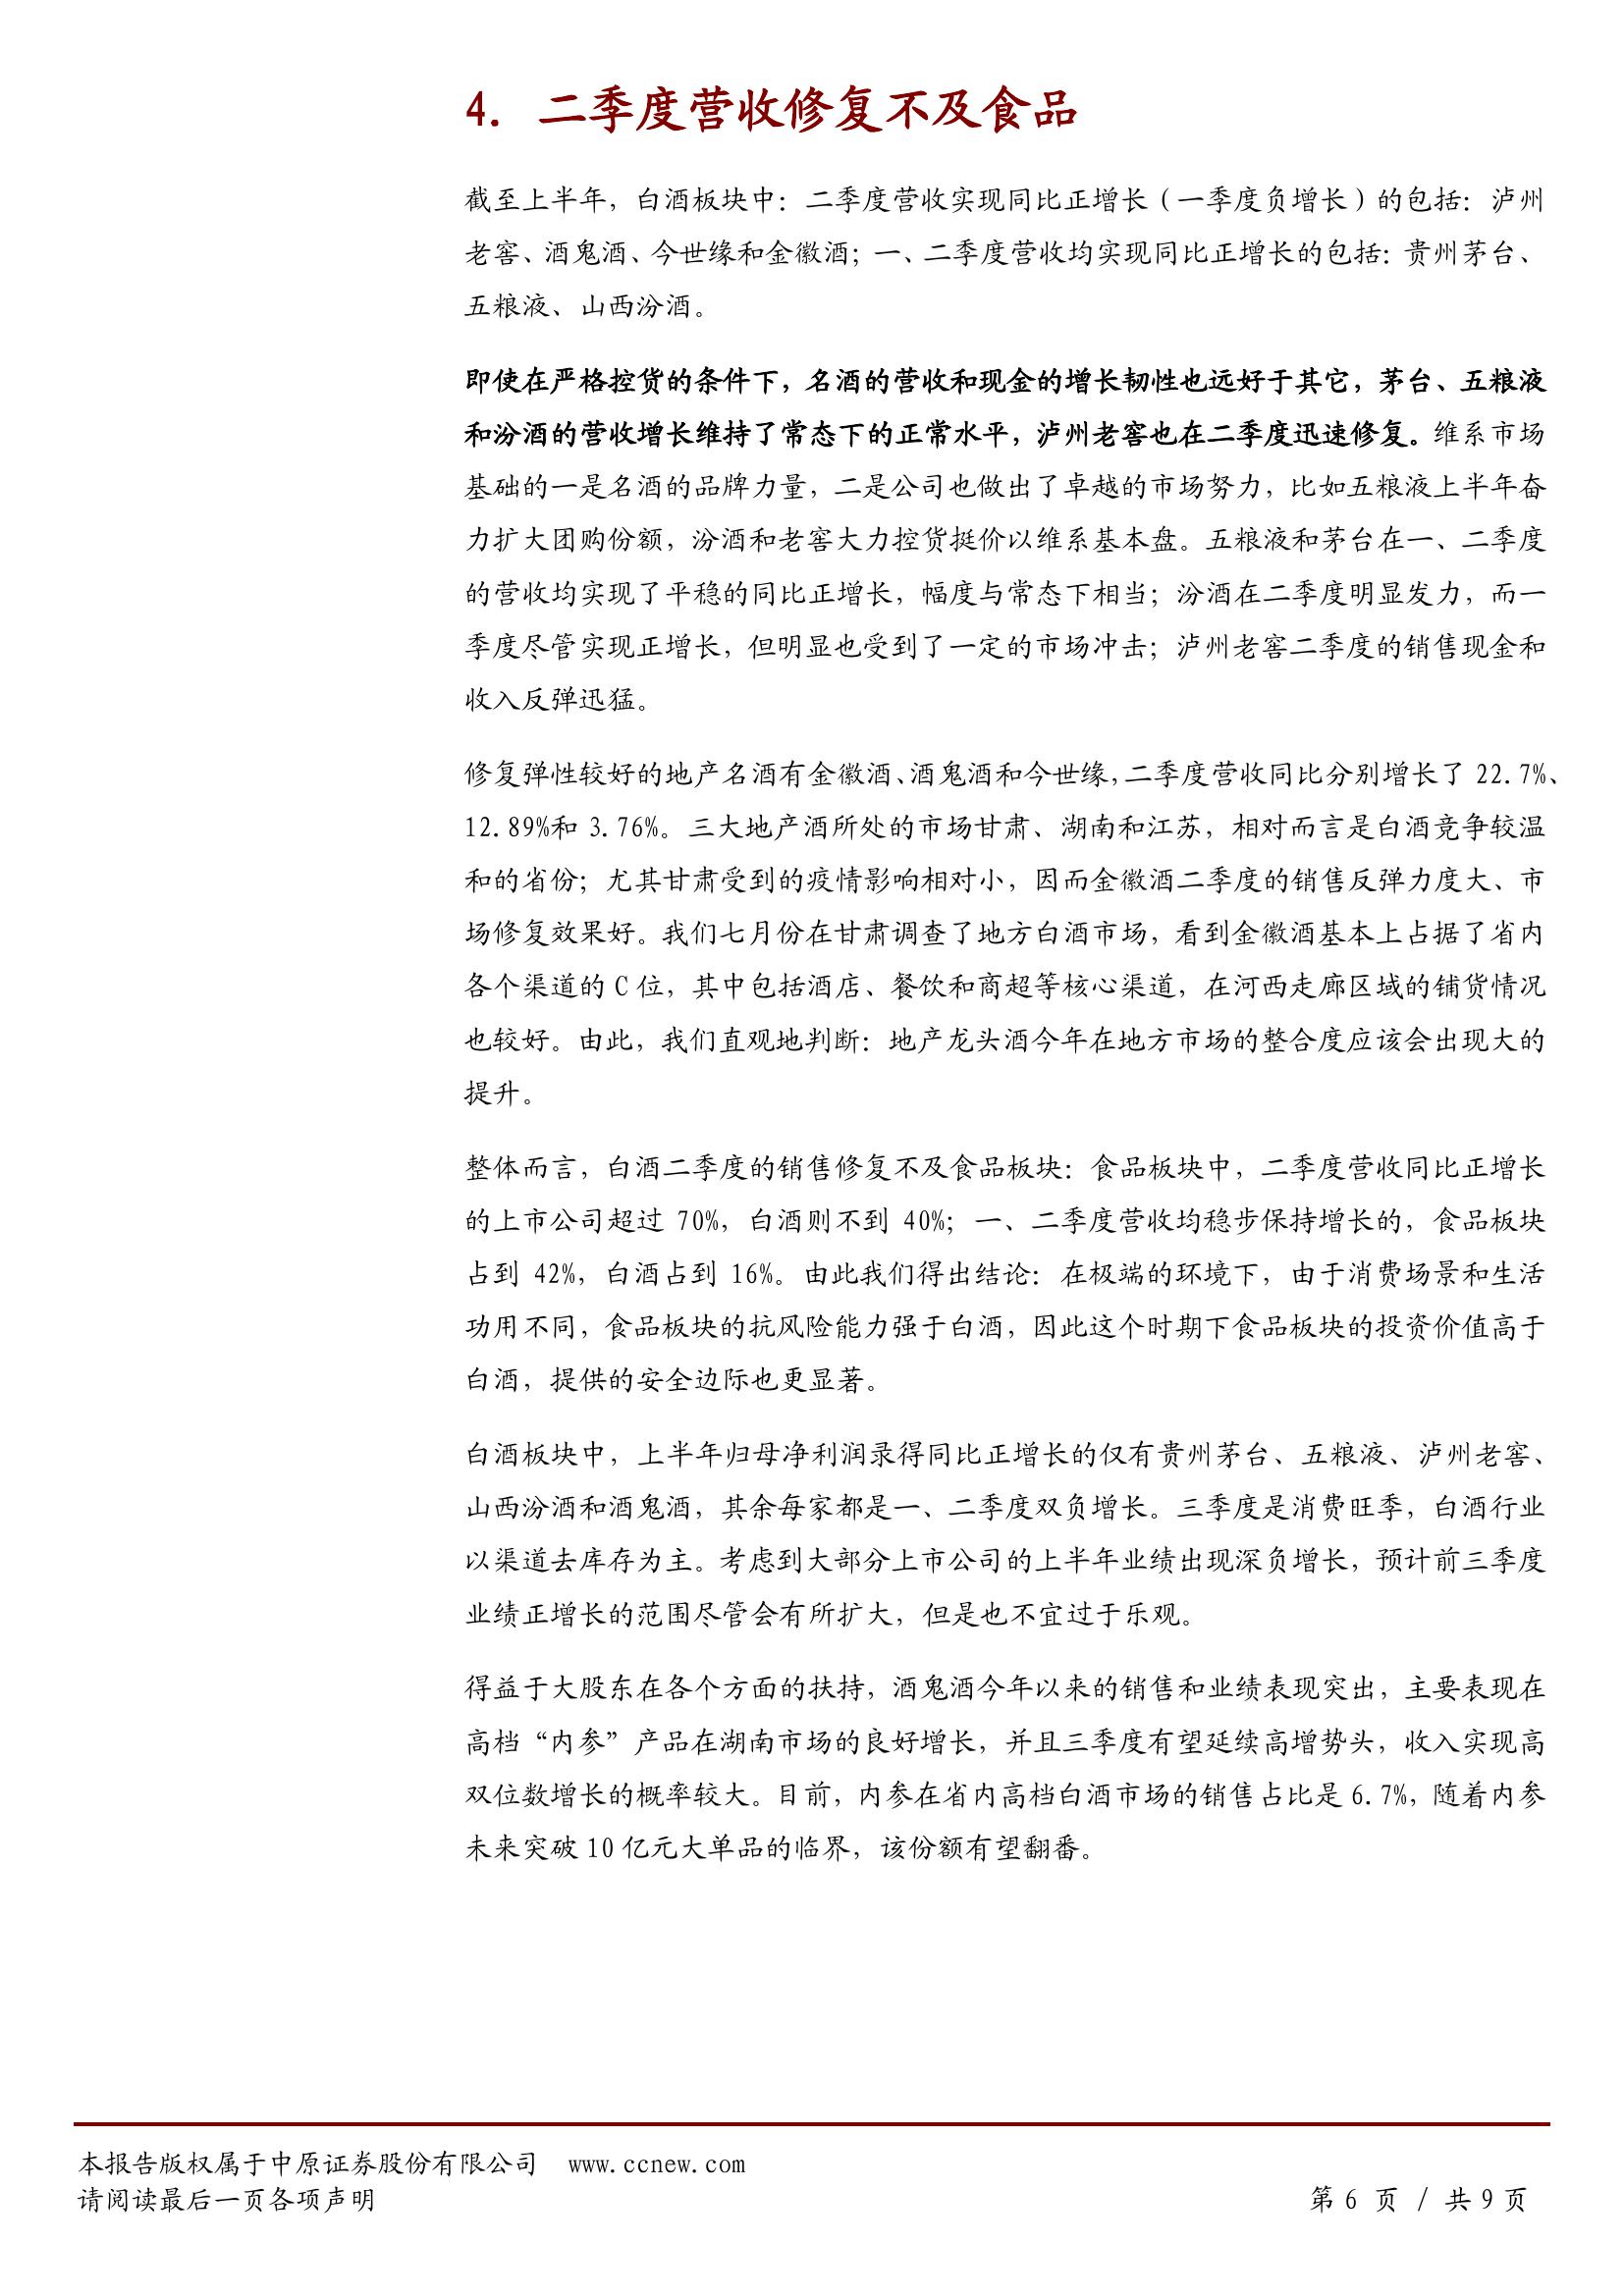 4. 二季度营收修复不及食品
截至上半年，白酒板块中：二季度营收实现同比正增长（一季度负增长）的包括：泸州
老窖、酒鬼酒、今世缘和金徽酒；一、二季度营收均实现同比正增长的包括：贵州茅台、
五粮液、山西汾酒。
即使在严格控货的条件下，名酒的营收和现金的增长韧性也远好于其它，茅台、五粮液
和汾酒的营收增长维持了常态下的正常水平，泸州老窖也在二季度迅速修复。维系市场
基础的一是名酒的品牌力量，二是公司也做出了卓越的市场努力，比如五粮液上半年奋
力扩大团购份额，汾酒和老窖大力控货挺价以维系基本盘。五粮液和茅台在一、二季度
的营收均实现了平稳的同比正增长，幅度与常态下相当；汾酒在二季度明显发力，而一
季度尽管实现正增长，但明显也受到了一定的市场冲击；泸州老窖二季度的销售现金和
收入反弹迅猛。
修复弹性较好的地产名酒有金徽酒、酒鬼酒和今世缘，二季度营收同比分别增长了 22.7%、
12.89%和 3.76%。三大地产酒所处的市场甘肃、湖南和江苏，相对而言是白酒竞争较温
和的省份；尤其甘肃受到的疫情影响相对小，因而金徽酒二季度的销售反弹力度大、市
场修复效果好。我们七月份在甘肃调查了地方白酒市场，看到金徽酒基本上占据了省内
各个渠道的 C 位，其中包括酒店、餐饮和商超等核心渠道，在河西走廊区域的铺货情况
也较好。由此，我们直观地判断：地产龙头酒今年在地方市场的整合度应该会出现大的
提升。
整体而言，白酒二季度的销售修复不及食品板块：食品板块中，二季度营收同比正增长
的上市公司超过 70%，白酒则不到 40%；一、二季度营收均稳步保持增长的，食品板块
占到 42%，白酒占到 16%。由此我们得出结论：在极端的环境下，由于消费场景和生活
功用不同，食品板块的抗风险能力强于白酒，因此这个时期下食品板块的投资价值高于
白酒，提供的安全边际也更显著。
白酒板块中，上半年归母净利润录得同比正增长的仅有贵州茅台、五粮液、泸州老窖、
山西汾酒和酒鬼酒，其余每家都是一、二季度双负增长。三季度是消费旺季，白酒行业
以渠道去库存为主。考虑到大部分上市公司的上半年业绩出现深负增长，预计前三季度
业绩正增长的范围尽管会有所扩大，但是也不宜过于乐观。
得益于大股东在各个方面的扶持，酒鬼酒今年以来的销售和业绩表现突出，主要表现在
高档“内参”产品在湖南市场的良好增长，并且三季度有望延续高增势头，收入实现高
双位数增长的概率较大。目前，内参在省内高档白酒市场的销售占比是 6.7%，随着内参
未来突破 10 亿元大单品的临界，该份额有望翻番。
本报告版权属于中原证券股份有限公司 www.ccnew.com
请阅读最后一页各项声明
第 6 页 / 共 9 页